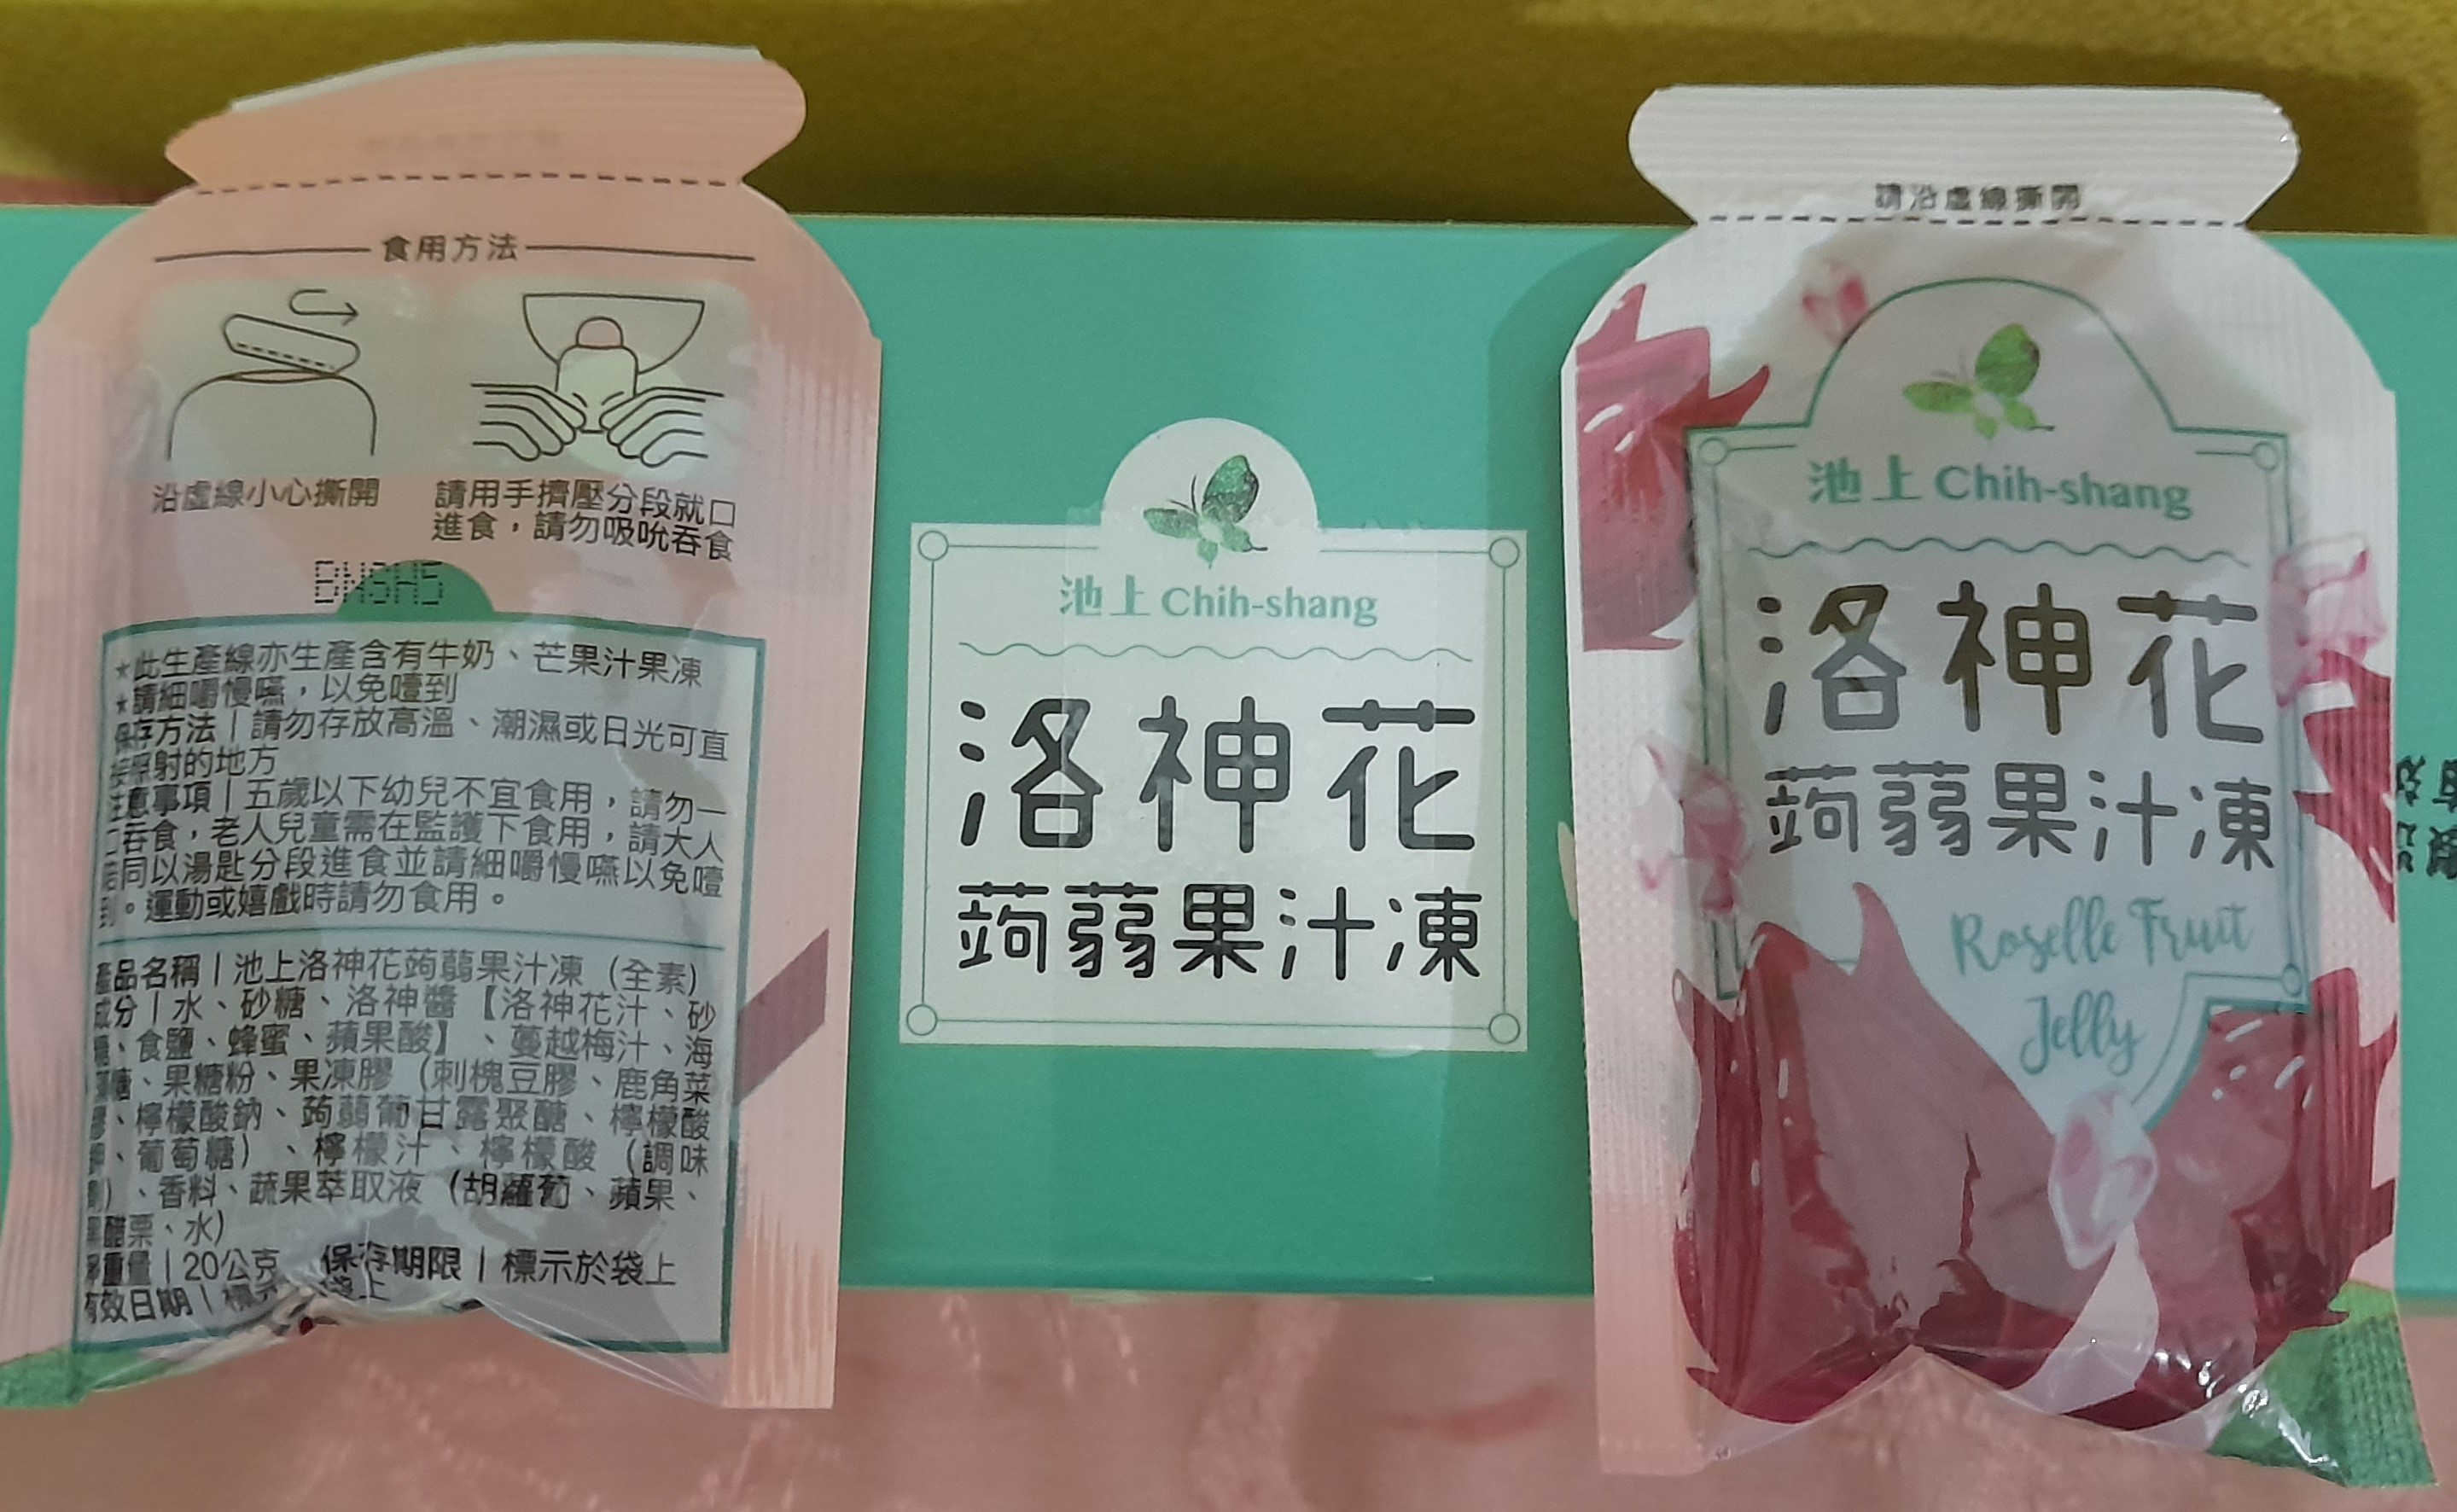 食用方法
沿虛線小心撕開
請用手擠壓分段就口
進食，請勿吸吮吞食
BN5H5
★此生產線亦生產含有牛奶、芒果汁果凍
★請細嚼慢嚥，以免噎到
保存方法｜請勿存放高溫、潮濕或日光可直
接照射的地方
注意事項｜五歲以下幼兒不宜食用，請勿一
口吞食，老人兒童需在監護下食用，請大人
陪同以湯匙分段進食並請細嚼慢嚥以免噎
到。運動或嬉戲時請勿食用。
產品名稱｜池上洛神花蒟蒻果汁凍（全素）
成分｜水、砂糖、洛神醬【洛神花汁、砂
糖、食鹽、蜂蜜、蘋果酸】、蔓越梅汁、海
藻糖、果糖粉、果凍膠（刺槐豆膠、鹿角菜
膠、檸檬酸鈉、蒟蒻葡甘露聚醣、檸檬酸
鉀、葡萄糖）、檸檬汁、檸檬酸（調味
劑）、香料、蔬果萃取液（胡蘿蔔、蘋果、
黑醋栗、水）
淨重量｜20公克 保存期限｜標示於袋上
有效日期｜標示 袋上
池上 Chih-shang
洛神花
蒟蒻果汁凍
請沿虛線撕開
池上 Chih-shang
洛神花
蒟蒻果汁凍
Roselle Fruit
Jelly